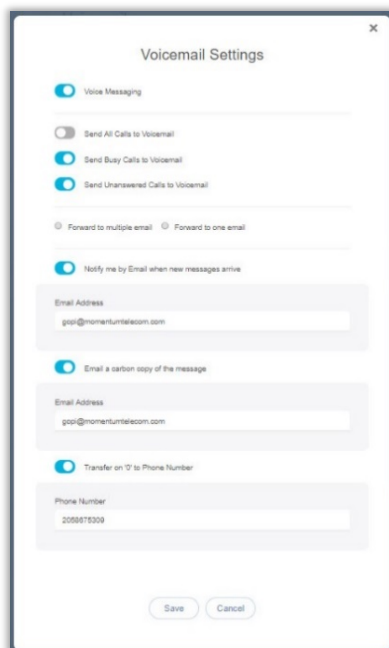 Voicemail Settings
Voice Messaging
Send All Calls to Voicemail
Send Busy Calls to Voicemail
Send Unanswered Calls to Voicemail
Forward to multiple email Forward to one email
Notify me by Email when new messages arrive
Email Address
gopi@momentumtelecom.com
Email a carbon copy of the message
Email Address
gopi@momentumtelecom.com
Transfer on '0' to Phone Number
Phone Number
2058675309
Save Cancel